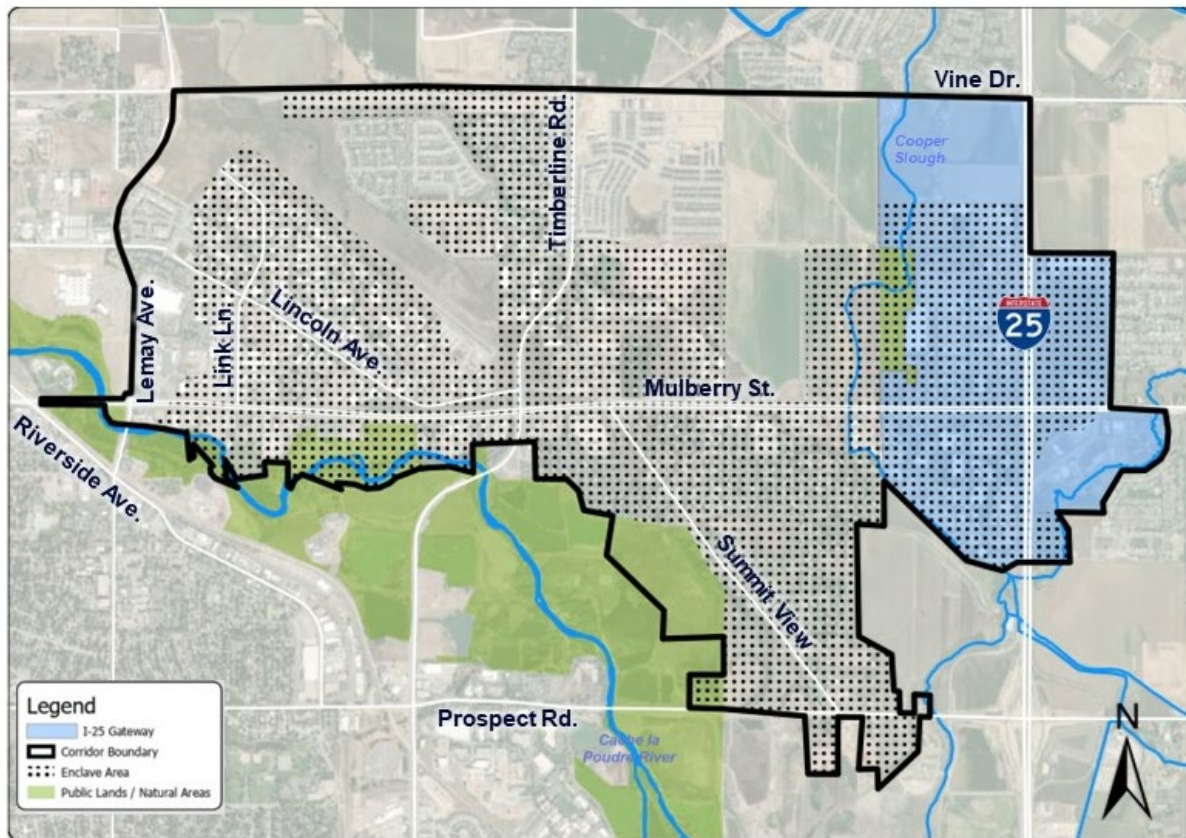 Vine Dr.
Cooper
Slough
Timberline Rd.
INTERSTATE
25
Lemay Ave.
Link Ln.
Lincoln Ave.
Mulberry St.
Riverside Ave.
Summit View
Prospect Rd.
Cache la
Poudre River
Legend
I-25 Gateway
Corridor Boundary
Enclave Area
Public Lands / Natural Areas
N